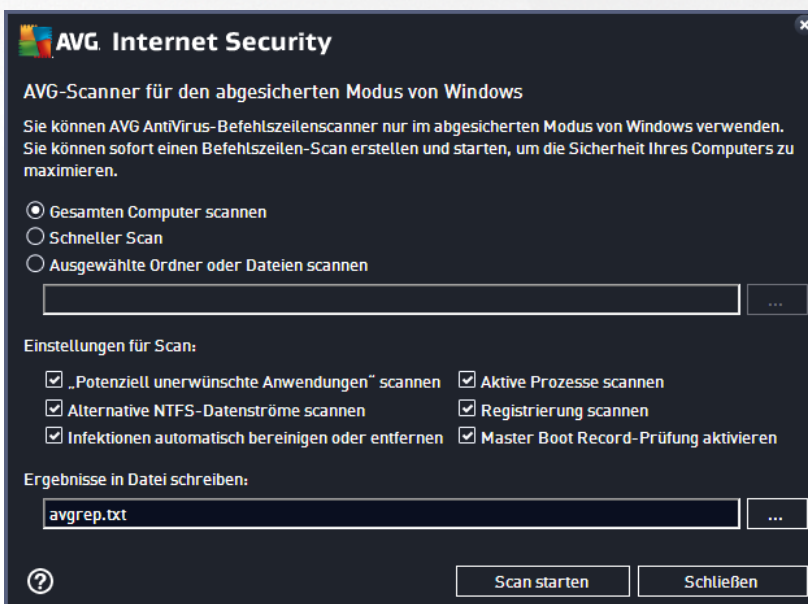 AVG. Internet Security
AVG-Scanner für den abgesicherten Modus von Windows
Sie können AVG AntiVirus-Befehlszeilenscanner nur im abgesicherten Modus von Windows verwenden.
Sie können sofort einen Befehlszeilen-Scan erstellen und starten, um die Sicherheit Ihres Computers zu
maximieren.
Gesamten Computer scannen
Schneller Scan
Ausgewählte Ordner oder Dateien scannen
...
Einstellungen für Scan:
„Potenziell unerwünschte Anwendungen“ scannen Aktive Prozesse scannen
Alternative NTFS-Datenströme scannen Registrierung scannen
Infektionen automatisch bereinigen oder entfernen Master Boot Record-Prüfung aktivieren
Ergebnisse in Datei schreiben:
avgrep.txt ...
? Scan starten Schließen